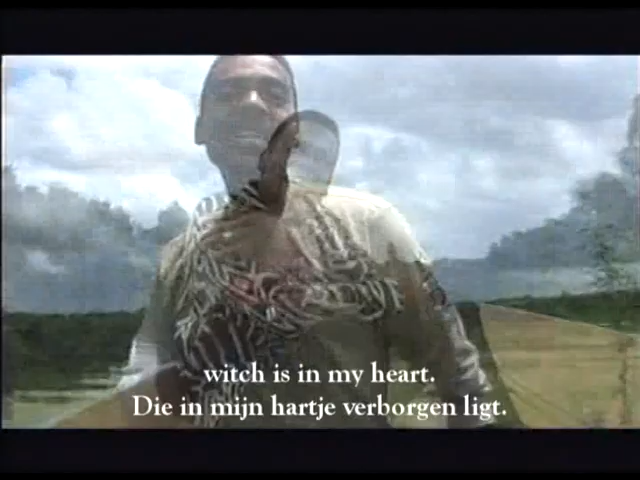 witch is in my heart.
Die in mijn hartje verborgen ligt.